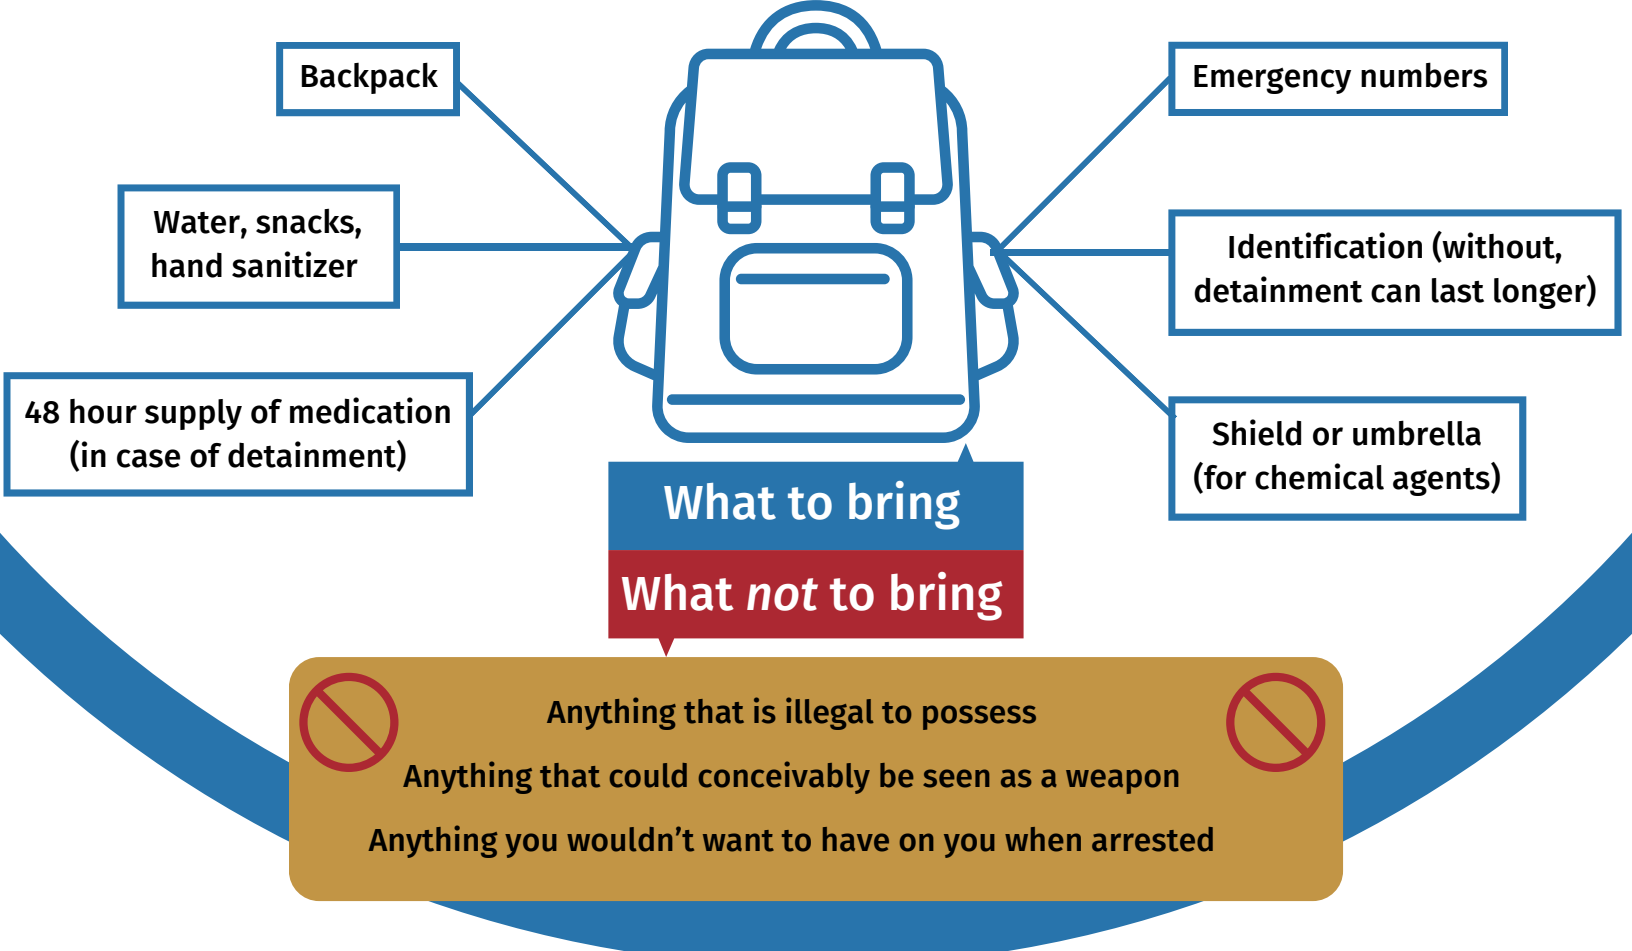 Backpack
Water, snacks,
hand sanitizer
48 hour supply of medication
(in case of detainment)
Emergency numbers
Identification (without,
detainment can last longer)
Shield or umbrella
(for chemical agents)
What to bring
What not to bring
Anything that is illegal to possess
Anything that could conceivably be seen as a weapon
Anything you wouldn’t want to have on you when arrested